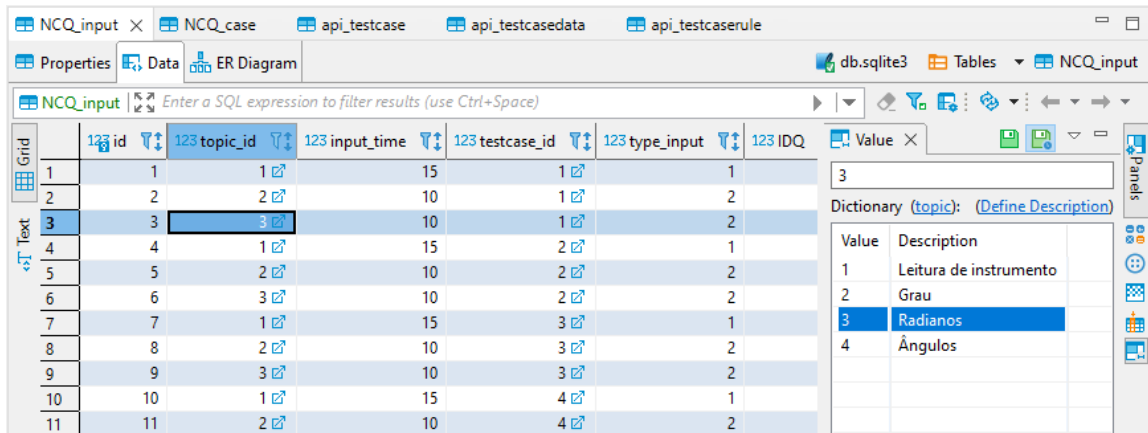 NCQ_input NCQ_case api_testcase api_testcasedata api_testcaserule
Properties Data ER Diagram db.sqlite3 Tables NCQ_input
NCQ_input Enter a SQL expression to filter results (use Ctrl+Space)
Grid
Text
123 id 123 topic_id 123 input_time 123 testcase_id 123 type_input 123 IDQ
1 1 1 15 1 1
2 2 2 10 1 2
3 3 3 10 1 2
4 4 1 15 2 1
5 5 2 10 2 2
6 6 3 10 2 2
7 7 1 15 3 1
8 8 2 10 3 2
9 9 3 10 3 2
10 10 1 15 4 1
11 11 2 10 4 2
Value
3
Dictionary (topic): (Define Description)
Value Description
1 Leitura de instrumento
2 Grau
3 Radianos
4 Ângulos
Panels